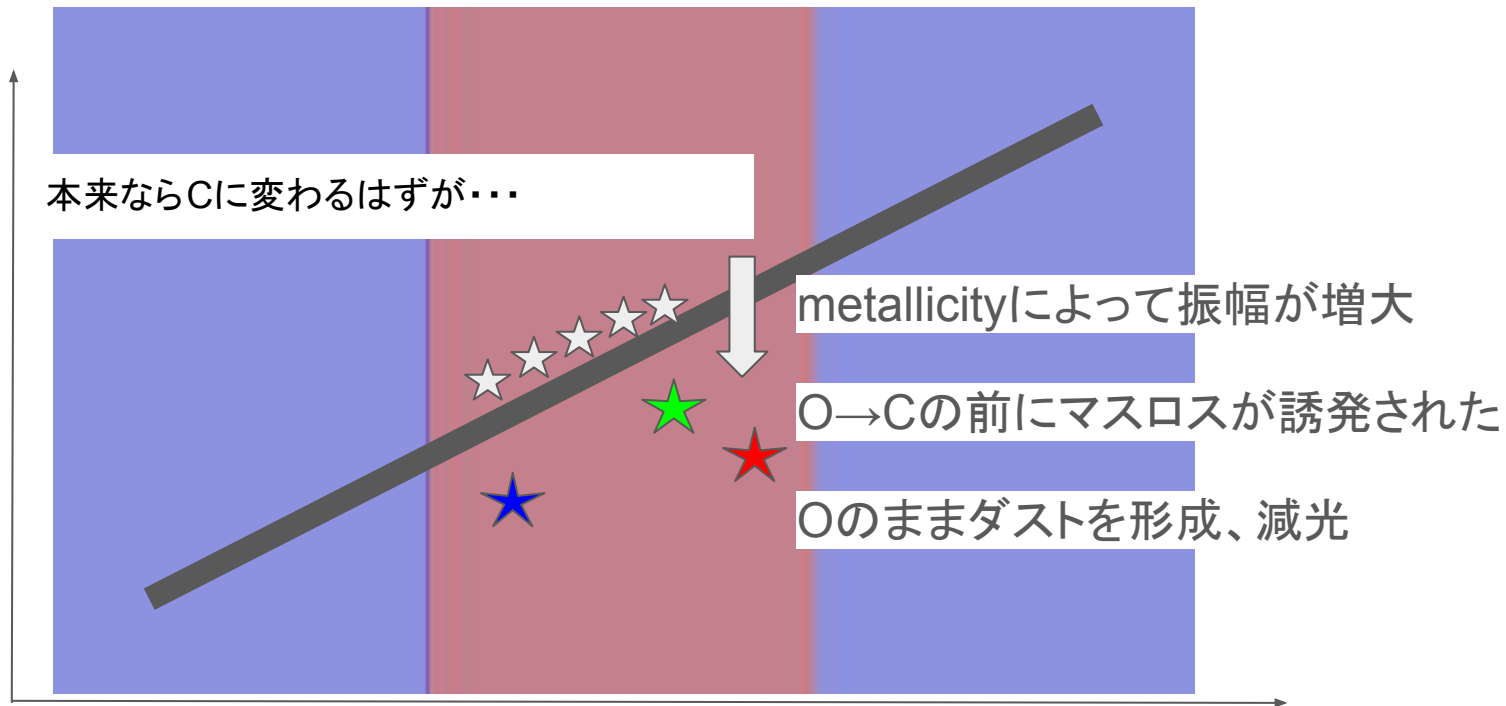 本来ならCに変わるはずが・・・
metallicityによって振幅が増大
O→Cの前にマスロスが誘発された
Oのままダストを形成、減光